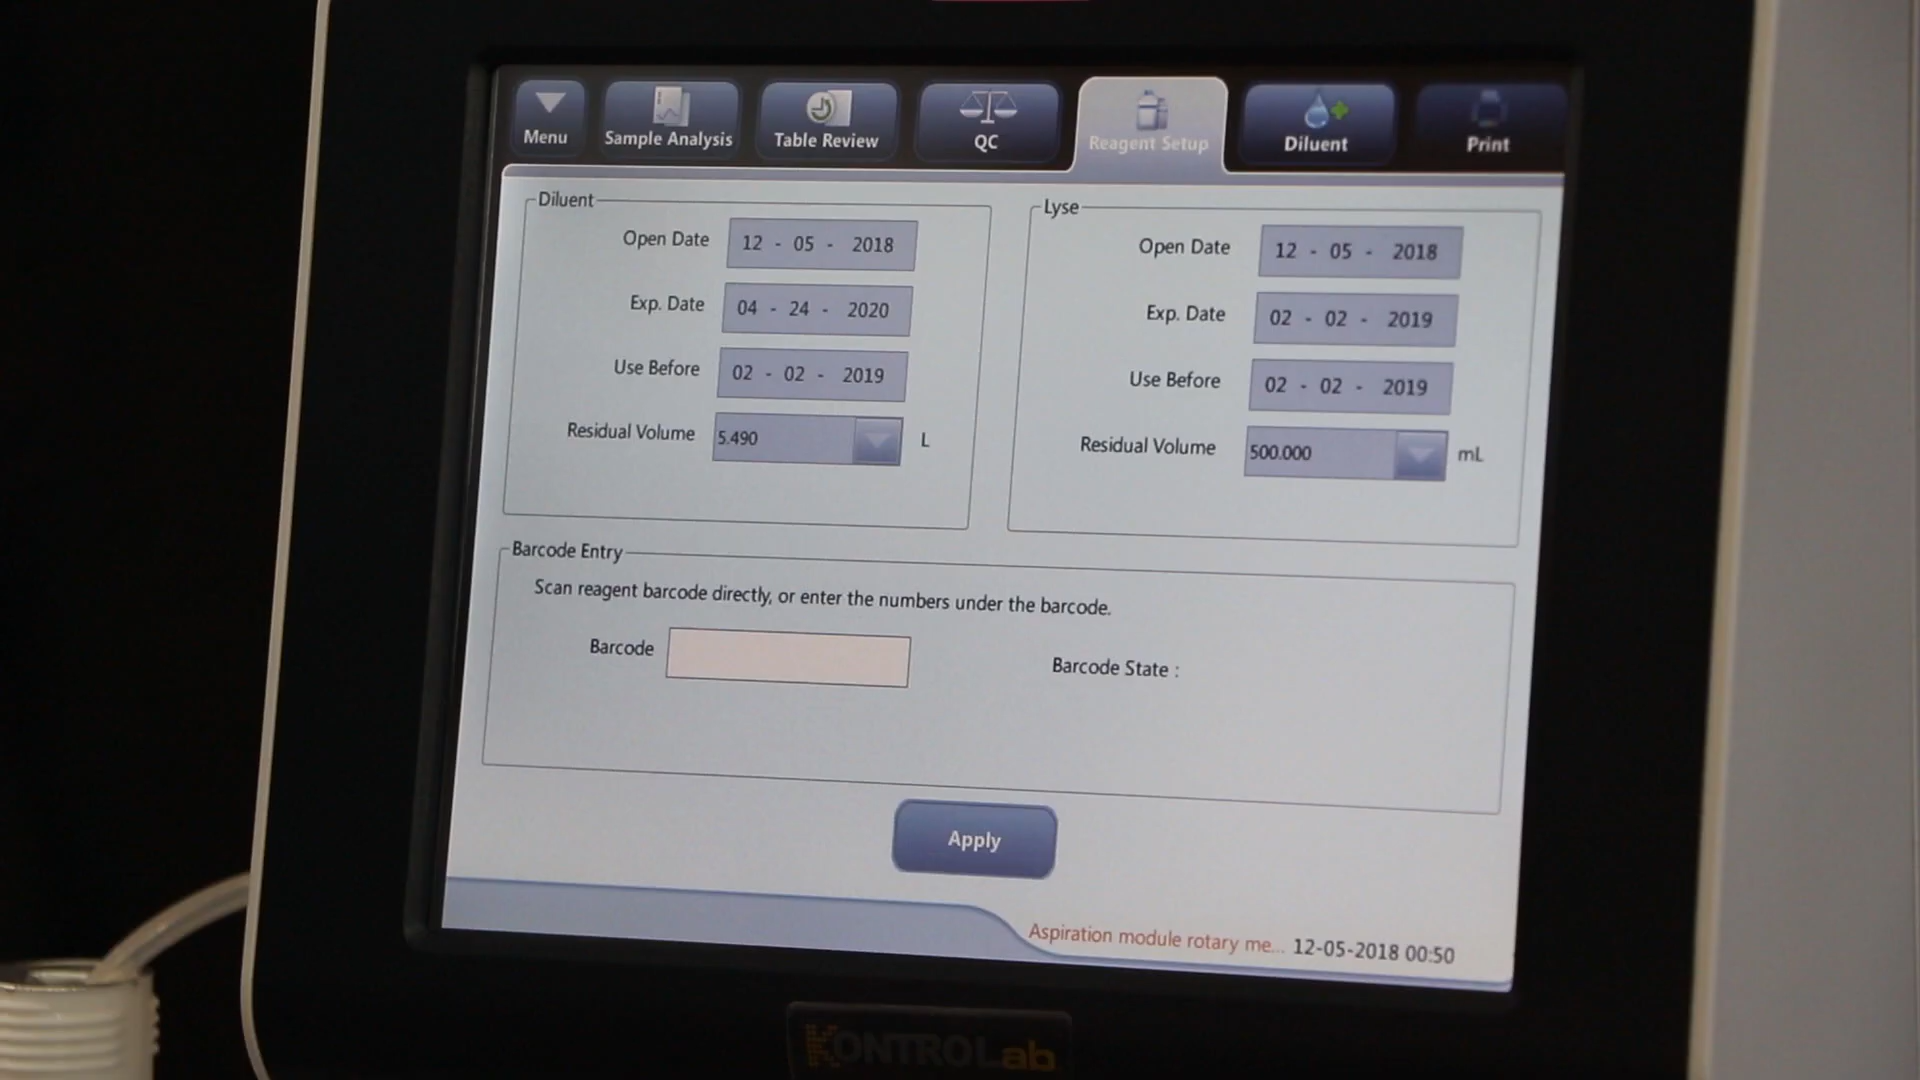 Menu
Sample Analysis
Table Review
QC
Reagent Setup
Diluent
Print
Diluent
Open Date 12 - 05 - 2018
Exp. Date 04 - 24 - 2020
Use Before 02 - 02 - 2019
Residual Volume 5.490 L
Lyse
Open Date 12 - 05 - 2018
Exp. Date 02 - 02 - 2019
Use Before 02 - 02 - 2019
Residual Volume 500.000 mL
Barcode Entry
Scan reagent barcode directly, or enter the numbers under the barcode.
Barcode
Barcode State :
Apply
Aspiration module rotary me... 12-05-2018 00:50
CONTROLab